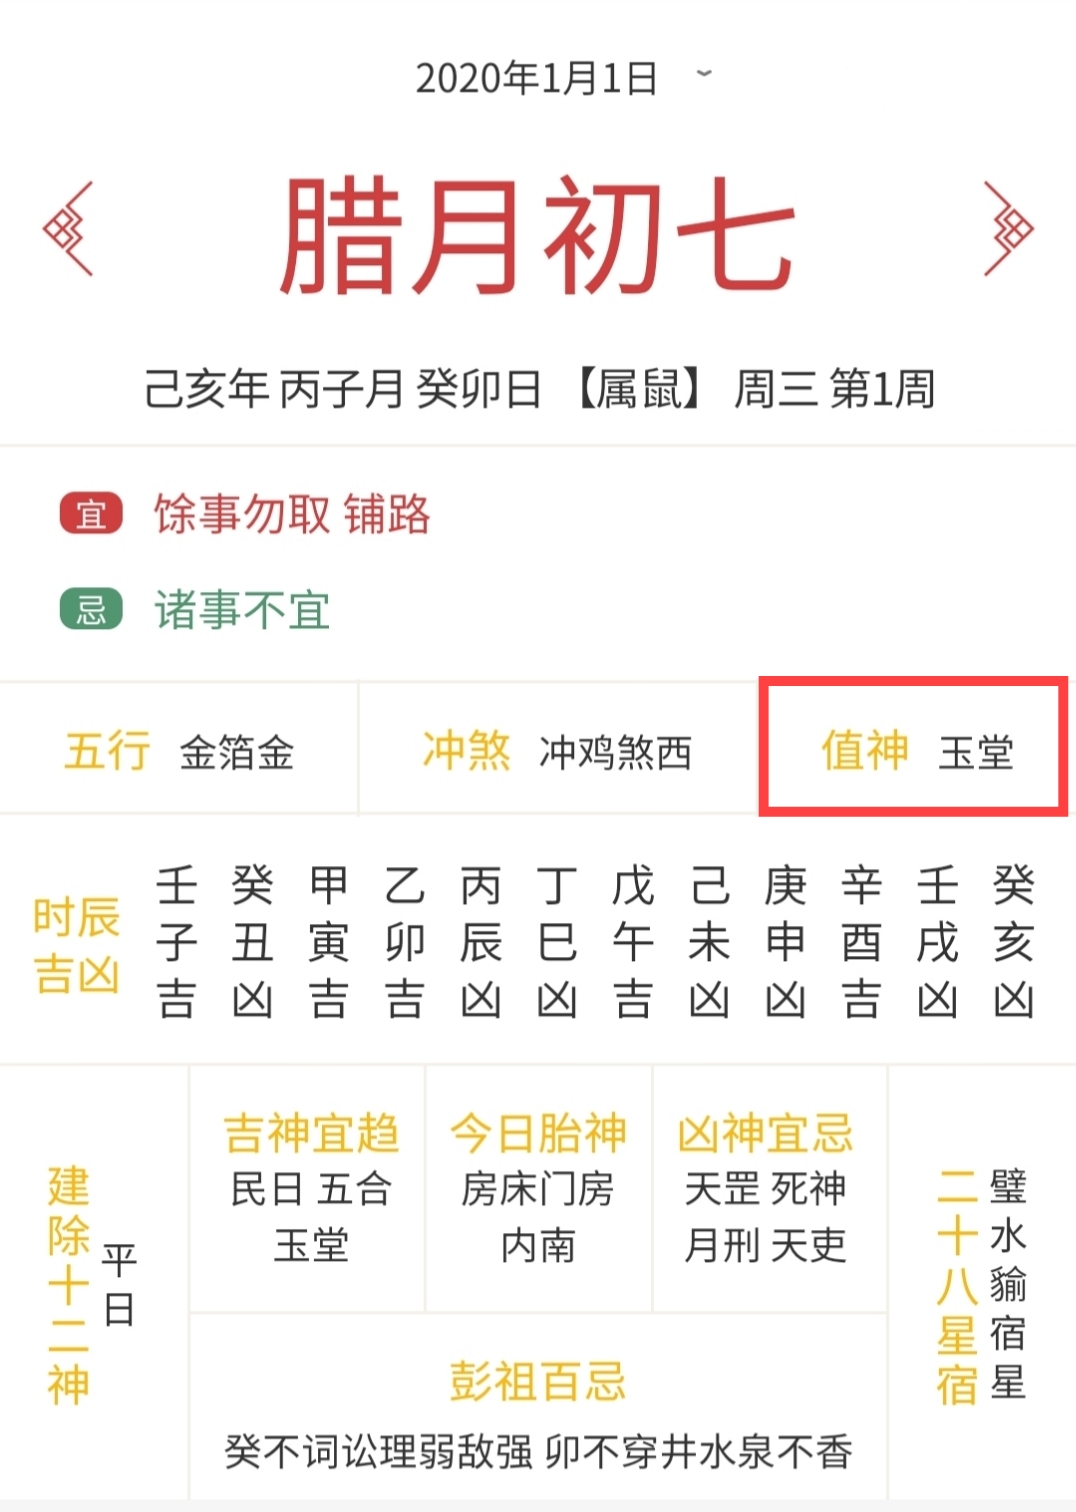 2020年1月1日
腊月初七
己亥年 丙子月 癸卯日 【属鼠】 周三 第1周
宜 馀事勿取 铺路
忌 诸事不宜
五行 金箔金
冲煞 冲鸡煞西
值神 玉堂
时辰吉凶
壬子吉
癸丑凶
甲寅吉
乙卯吉
丙辰凶
丁巳凶
戊午吉
己未凶
庚申凶
辛酉吉
壬戌凶
癸亥凶
建除十二神
平日
吉神宜趋
民日 五合
玉堂
今日胎神
房床门房
内南
凶神宜忌
天罡 死神
月刑 天吏
彭祖百忌
癸不词讼理弱敌强 卯不穿井水泉不香
二十八星宿
璧水貐宿星